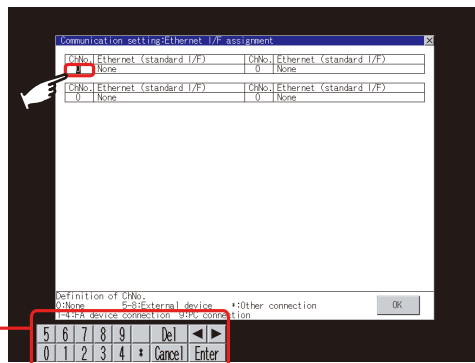 Communication setting:Ethernet I/F assignment X
ChNo. Ethernet (standard I/F) ChNo. Ethernet (standard I/F)
None 0 None
ChNo. Ethernet (standard I/F) ChNo. Ethernet (standard I/F)
0 None 0 None
Definition of ChNo.
0:None 5-8:External device *:Other connection
1-4:FA device connection 9:PC connection
OK
5 6 7 8 9 Del ◄ ►
0 1 2 3 4 * Cancel Enter